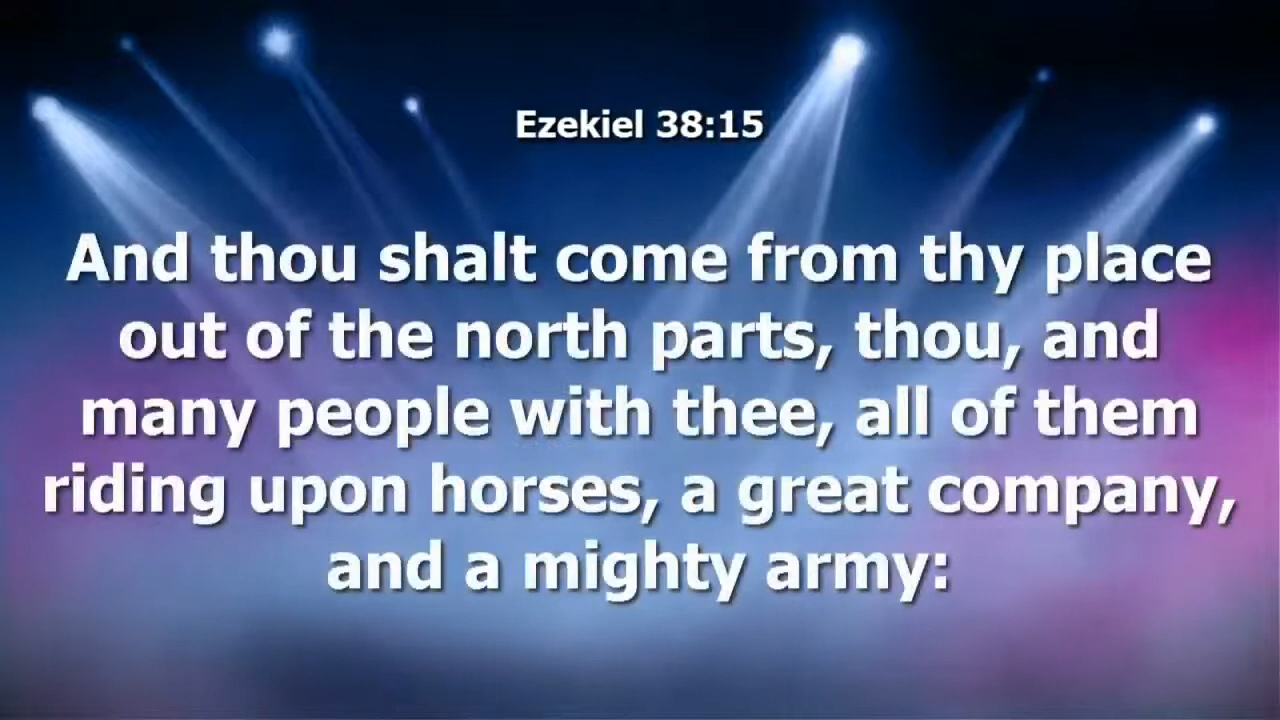 Ezekiel 38:15
And thou shalt come from thy place
out of the north parts, thou, and
many people with thee, all of them
riding upon horses, a great company,
and a mighty army: